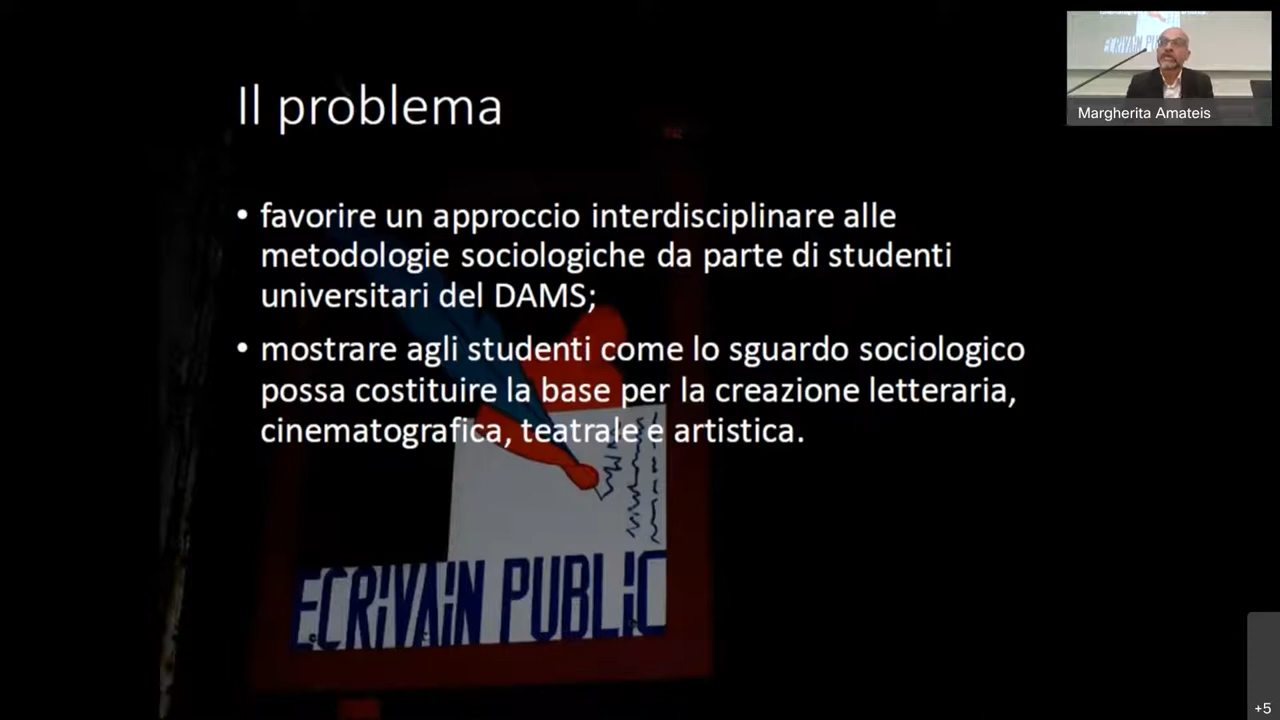 Il problema
• favorire un approccio interdisciplinare alle
metodologie sociologiche da parte di studenti
universitari del DAMS;
• mostrare agli studenti come lo sguardo sociologico
possa costituire la base per la creazione letteraria,
cinematografica, teatrale e artistica.
ECRIVAIN PUBLIC
Margherita Amateis
+5